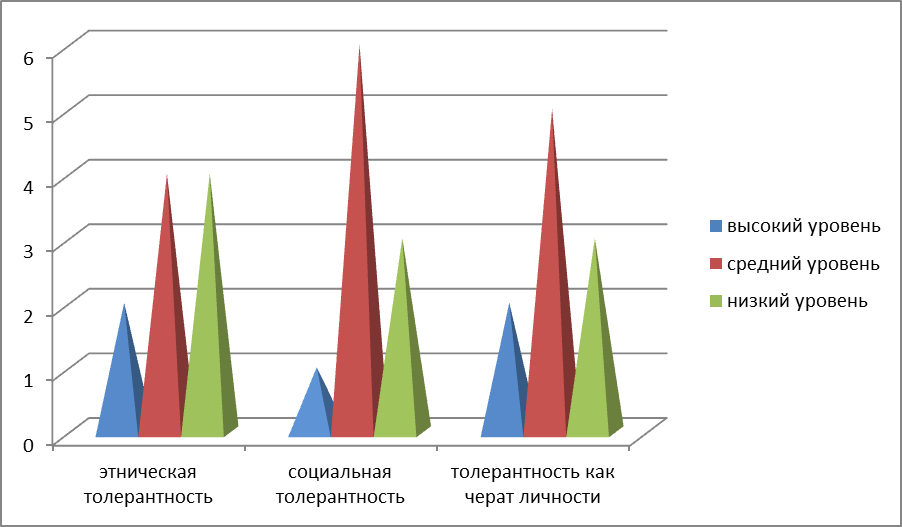 6
5
4
3
2
1
0
этническая
толерантность
социальная
толерантность
толерантность как
черат личности
высокий уровень
средний уровень
низкий уровень